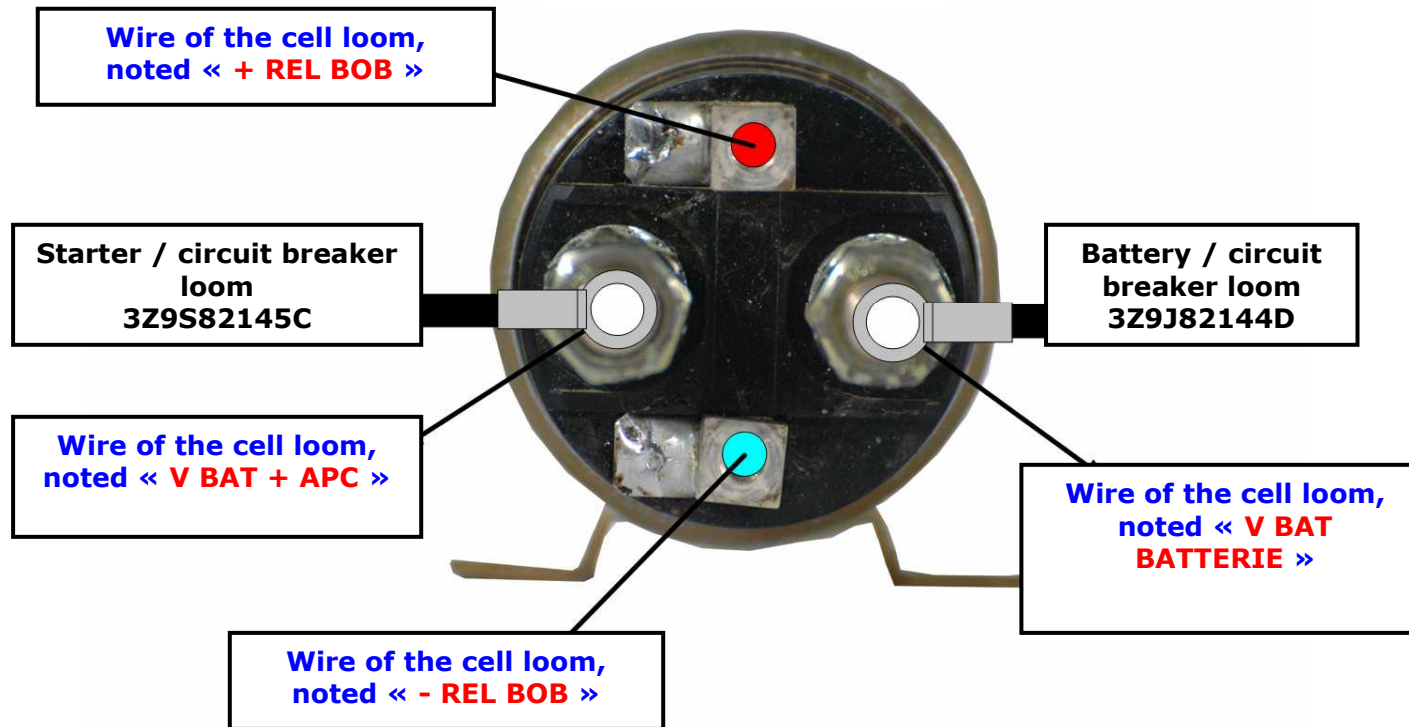 Wire of the cell loom,
noted « + REL BOB »
Starter / circuit breaker
loom
3Z9S82145C
Battery / circuit
breaker loom
3Z9J82144D
Wire of the cell loom,
noted « V BAT + APC »
Wire of the cell loom,
noted « V BAT
BATTERIE »
Wire of the cell loom,
noted « - REL BOB »